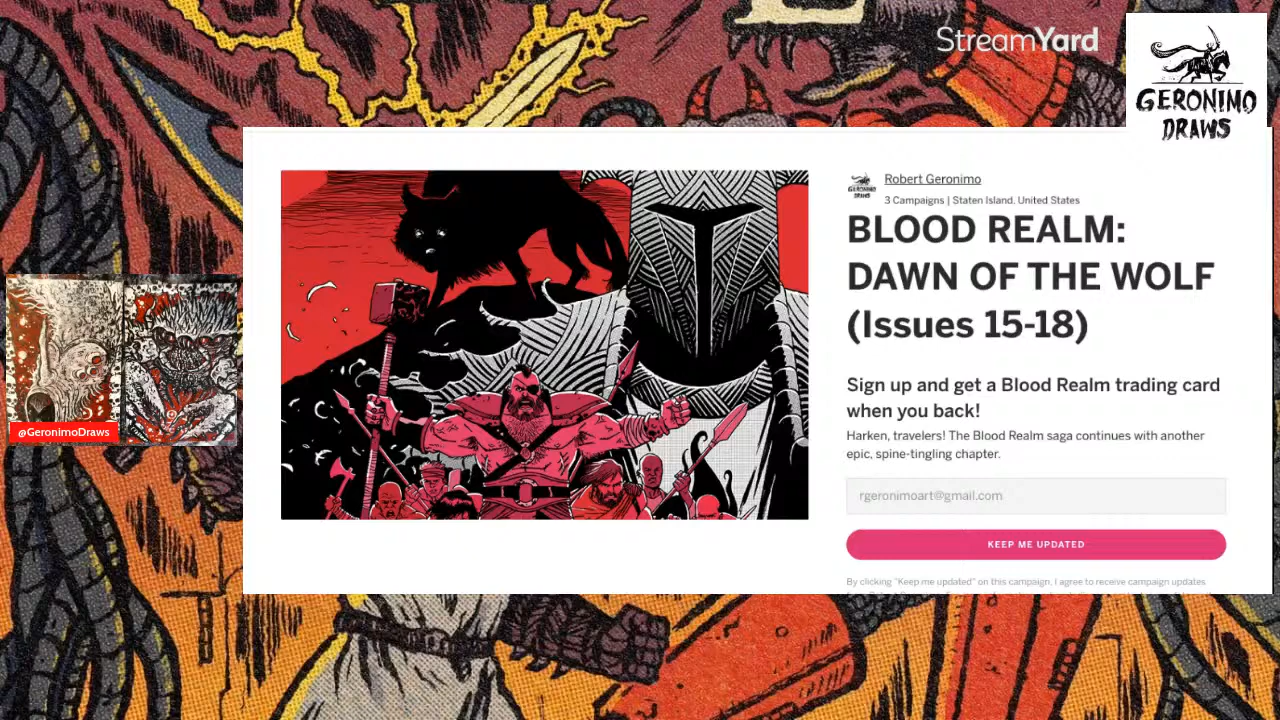 StreamYard
GERONIMO
DRAWS
Robert Geronimo
3 Campaigns | Staten Island, United States
BLOOD REALM:
DAWN OF THE WOLF
(Issues 15-18)
Sign up and get a Blood Realm trading card
when you back!
Harken, travelers! The Blood Realm saga continues with another
epic, spine-tingling chapter.
rgeronimoart@gmail.com
KEEP ME UPDATED
By clicking "Keep me updated" on this campaign, I agree to receive campaign updates
@GeronimoDraws